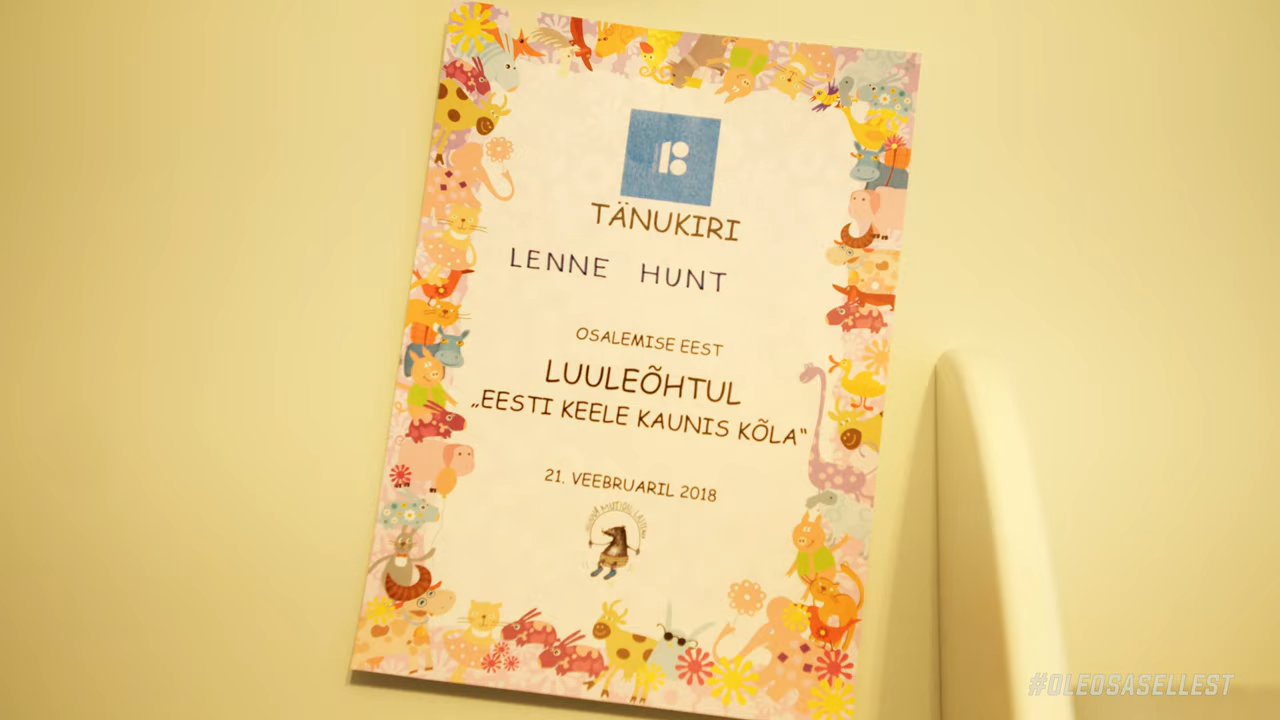 TÄNUKIRI
LENNE HUNT
OSALEMISE EEST
LUULEÕHTUL
„EESTI KEELE KAUNIS KÕLA“
21. VEEBRUARIL 2018
#OLEOSASELLEST